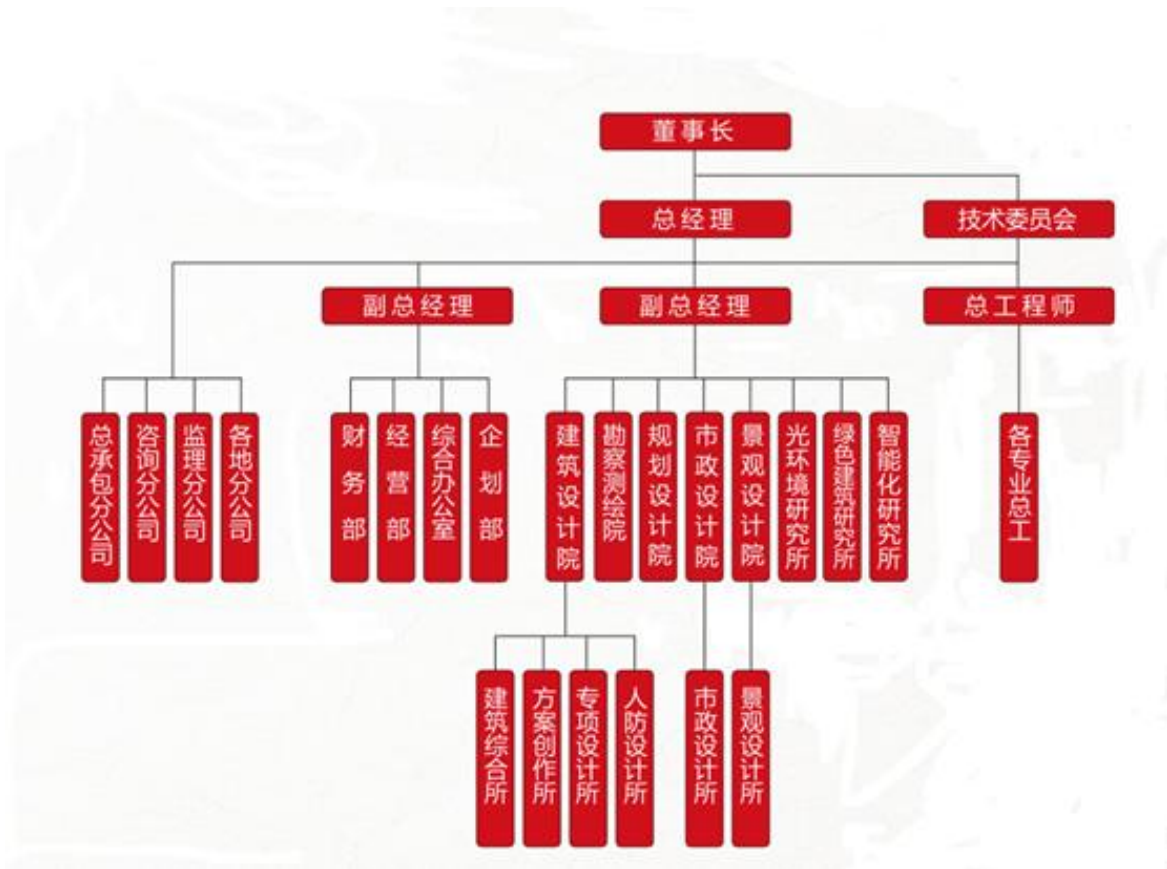 董事长
总经理
技术委员会
副总经理
副总经理
总工程师
总承包分公司
咨询分公司
监理分公司
各地分公司
财务部
经营部
综合办公室
企划部
建筑设计院
勘察测绘院
规划设计院
市政设计院
景观设计院
光环境研究所
绿色建筑研究所
智能化研究所
各专业总工
建筑综合所
方案创作所
专项设计所
人防设计所
市政设计所
景观设计所